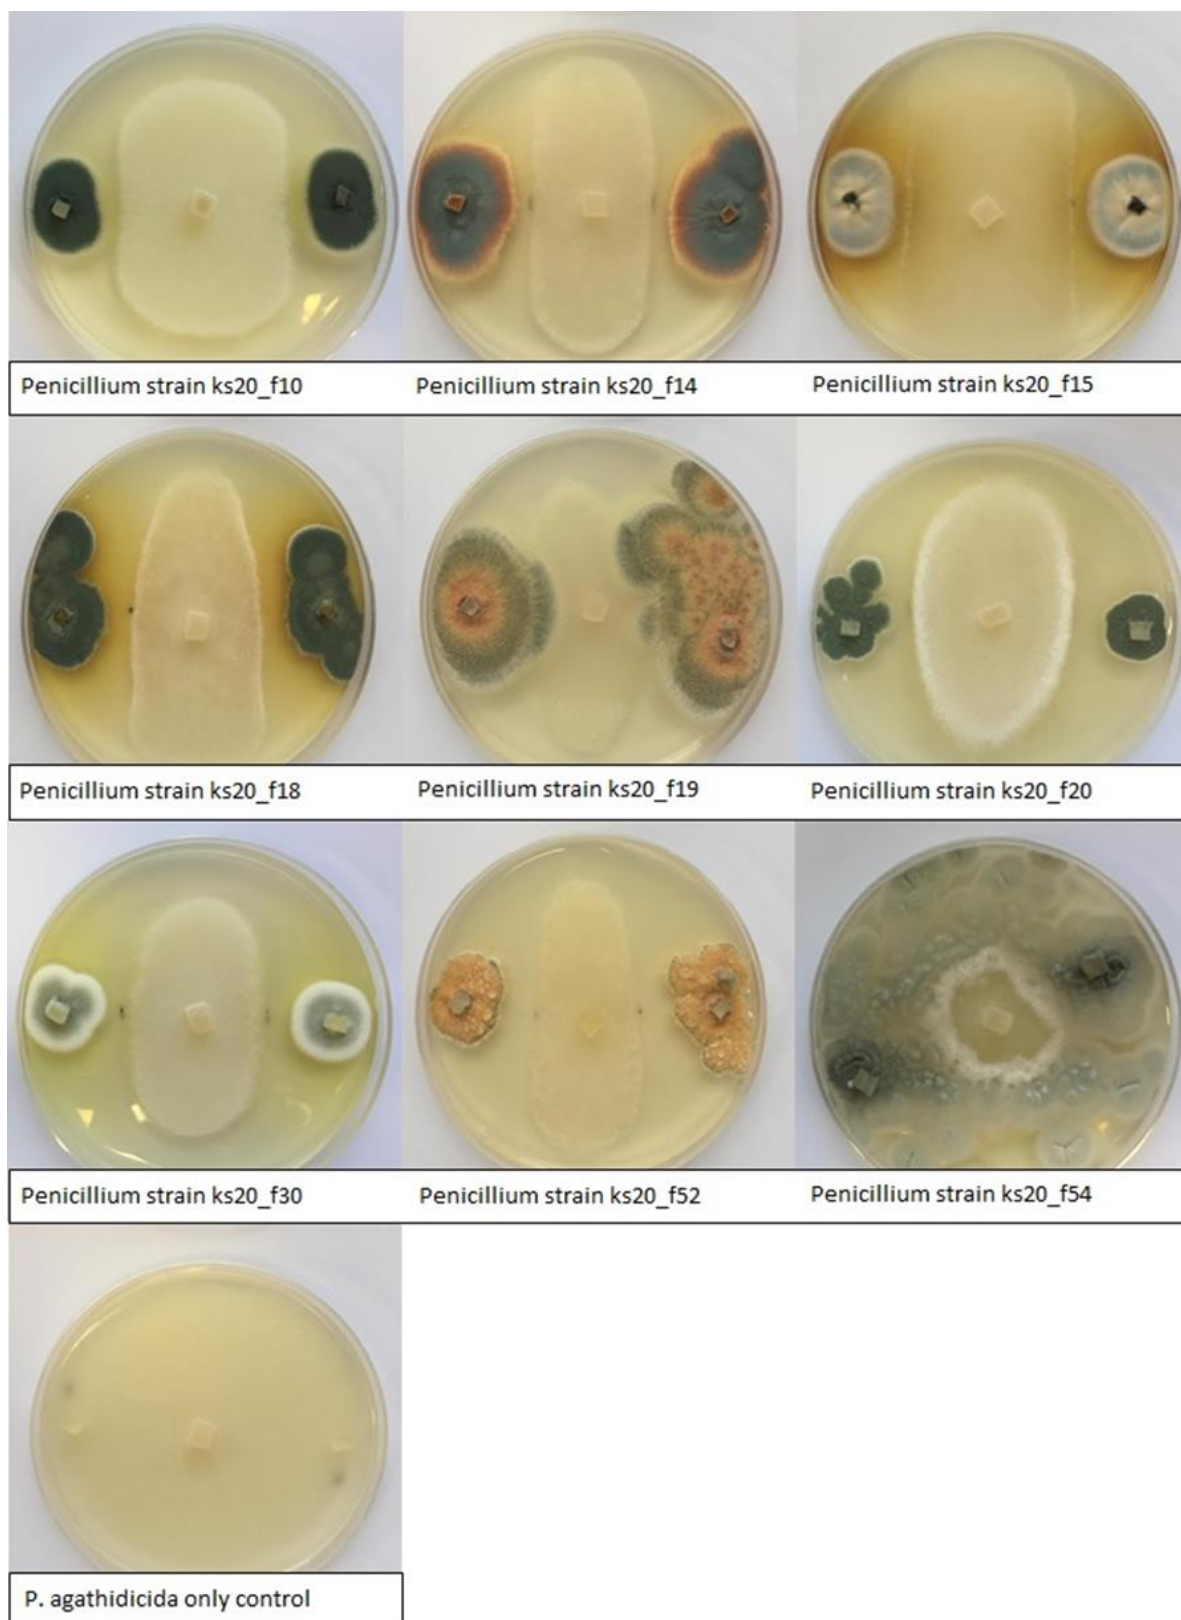 Penicillium strain ks20_f10
Penicillium strain ks20_f14
Penicillium strain ks20_f15
Penicillium strain ks20_f18
Penicillium strain ks20_f19
Penicillium strain ks20_f20
Penicillium strain ks20_f30
Penicillium strain ks20_f52
Penicillium strain ks20_f54
P. agathidicida only control